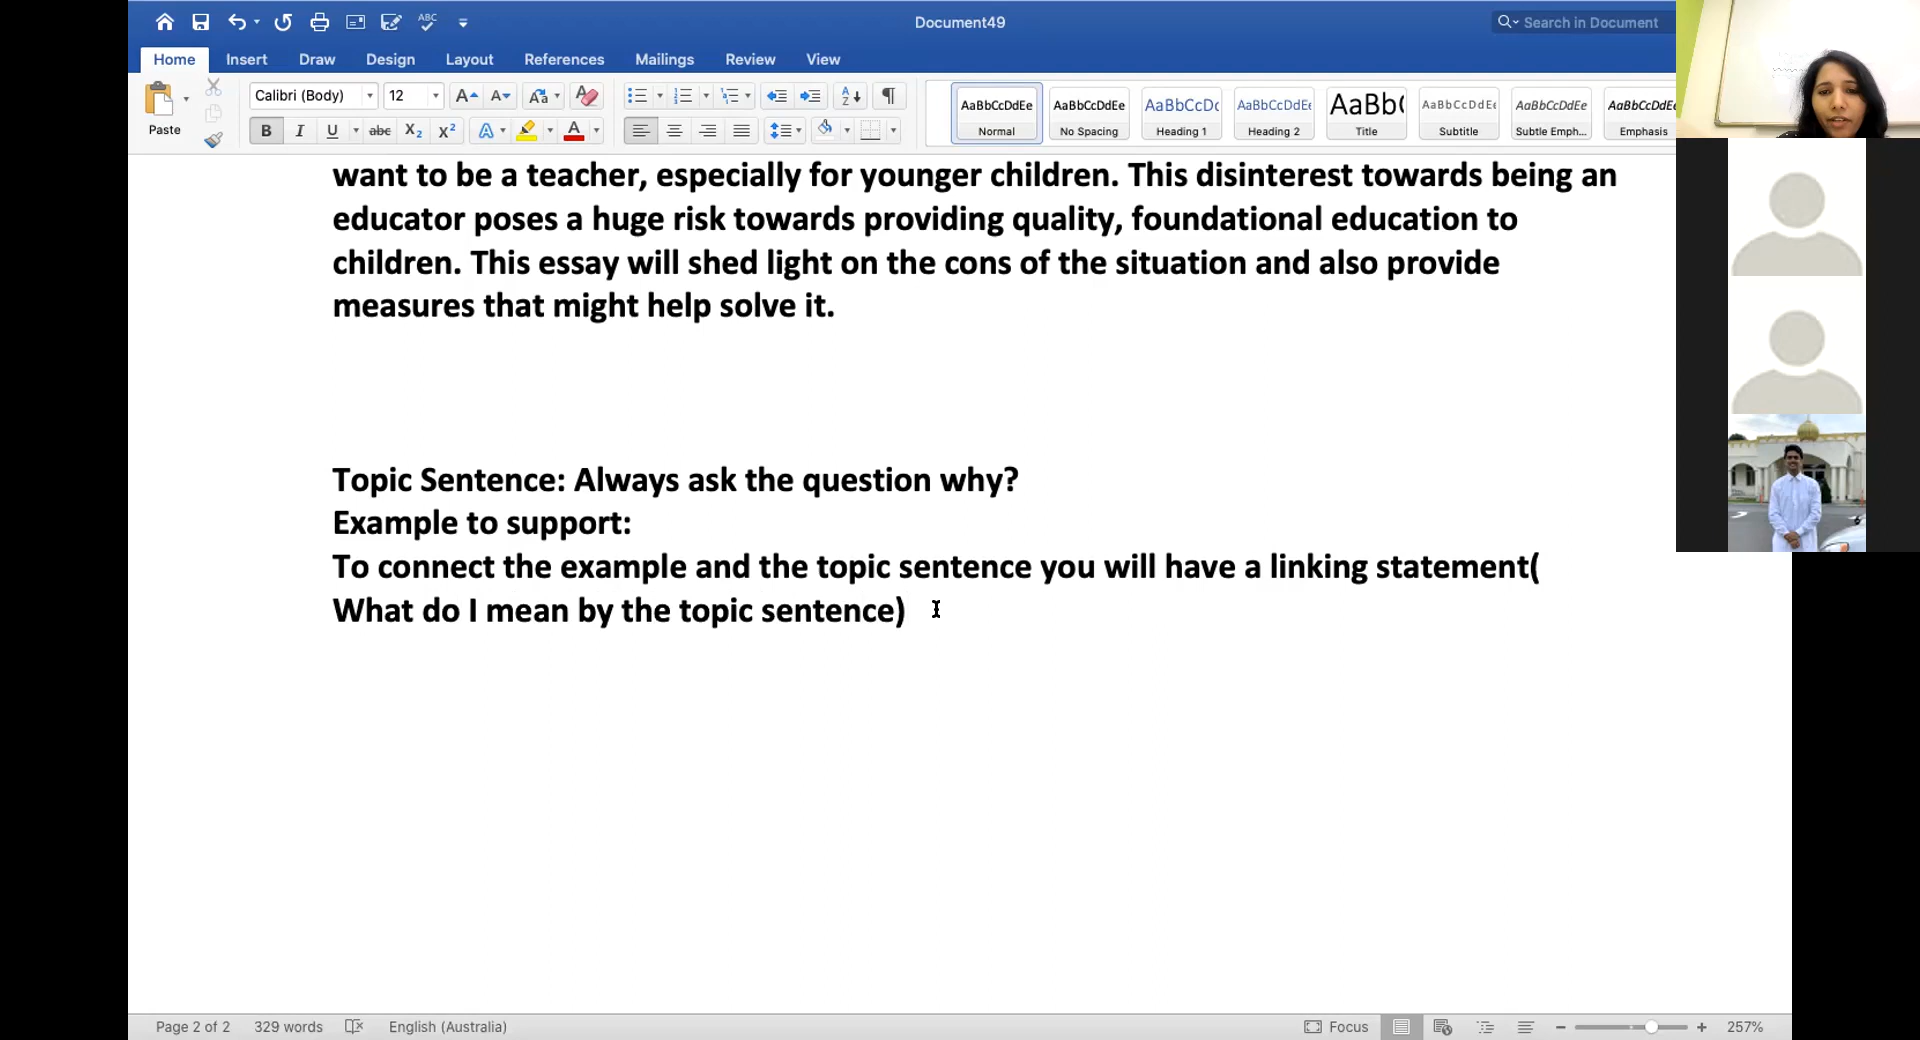 ABC
Document49
Search in Document
Home Insert Draw Design Layout References Mailings Review View
Paste
Calibri (Body) 12
AaBbCcDdEe AaBbCcDdEe AaBbCcDc AaBbCcDdEe AaBb( AaBbCcDdEe AaBbCcDdEe AaBbCcDdEe
Normal No Spacing Heading 1 Heading 2 Title Subtitle Subtle Emph... Emphasis
B I U abc X2 X2 A A
want to be a teacher, especially for younger children. This disinterest towards being an
educator poses a huge risk towards providing quality, foundational education to
children. This essay will shed light on the cons of the situation and also provide
measures that might help solve it.
Topic Sentence: Always ask the question why?
Example to support:
To connect the example and the topic sentence you will have a linking statement(
What do I mean by the topic sentence)
Page 2 of 2 329 words English (Australia) Focus 257%